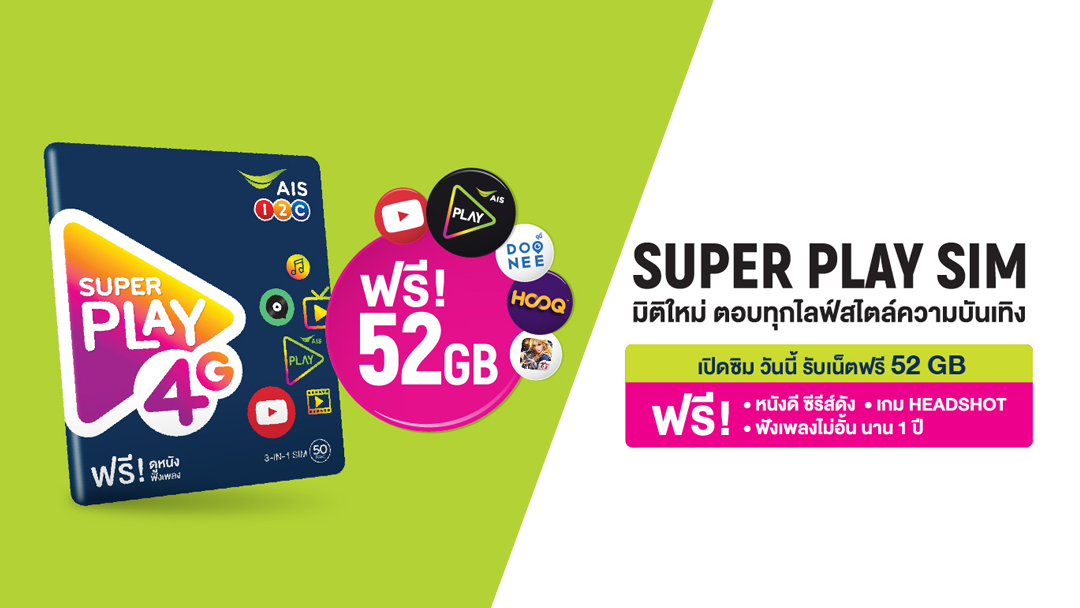 AIS
12C
SUPER
PLAY
4G
AIS
PLAY
ฟรี! ดูหนัง
ฟังเพลง
3-IN-1 SIM 50
AIS
PLAY
DOO
NEE
HOOQ
ฟรี!
52GB
SUPER PLAY SIM
มิติใหม่ ตอบทุกไลฟ์สไตล์ความบันเทิง
เปิดซิม วันนี้ รับเน็ตฟรี 52 GB
ฟรี! • หนังดี ซีรีส์ดัง • เกม HEADSHOT
• ฟังเพลงไม่อั้น นาน 1 ปี